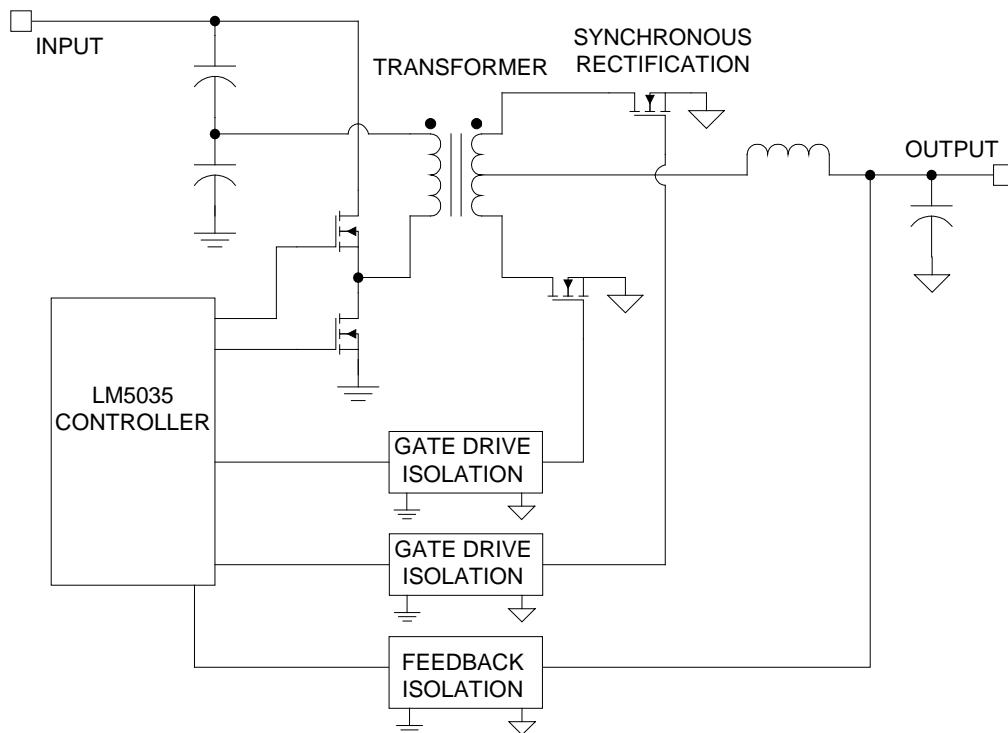 INPUT
SYNCHRONOUS
RECTIFICATION
TRANSFORMER
OUTPUT
LM5035
CONTROLLER
GATE DRIVE
ISOLATION
GATE DRIVE
ISOLATION
FEEDBACK
ISOLATION